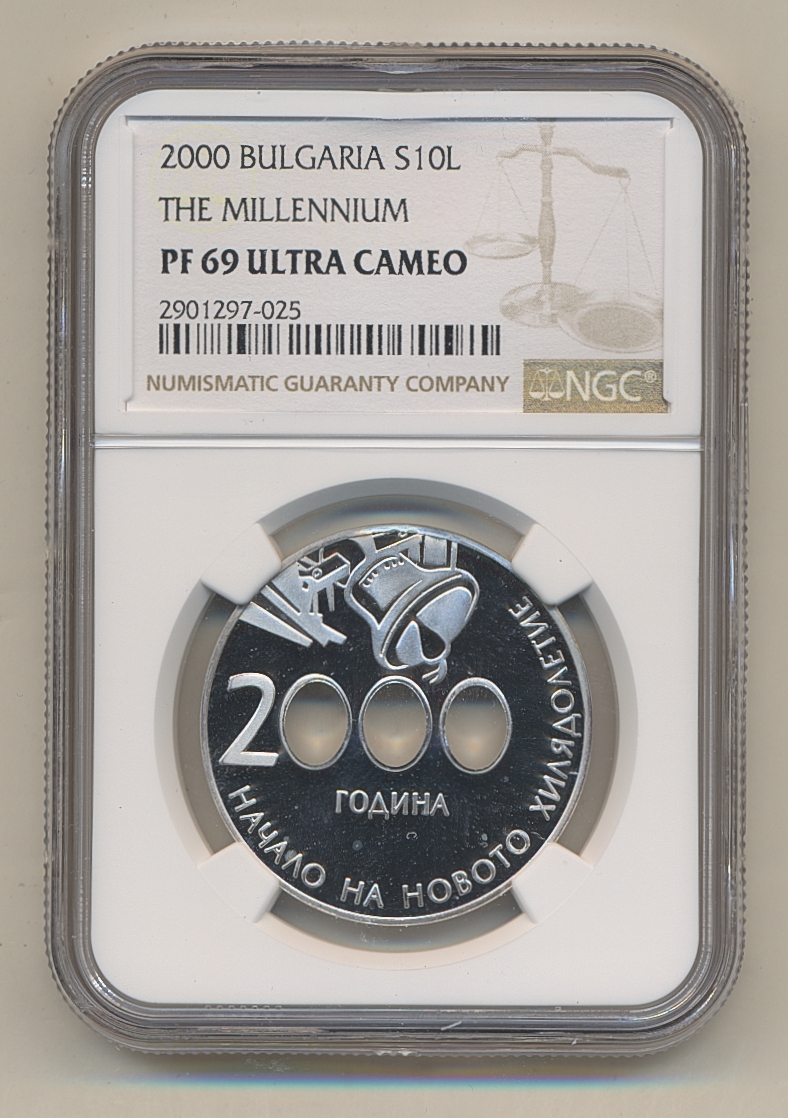 2000 BULGARIA S10L
THE MILLENNIUM
PF 69 ULTRA CAMEO
2901297-025
NUMISMATIC GUARANTY COMPANY
NGC®
2000
ГОДИНА
НАЧАЛО НА НОВОТО ХИЛЯДОЛЕТИЕ